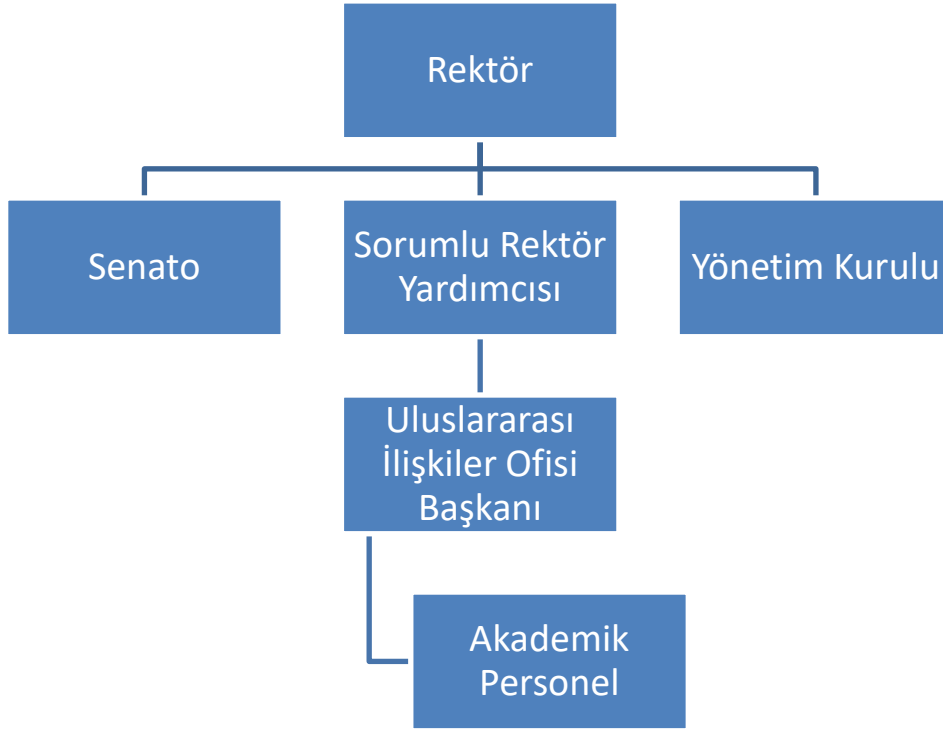 Rektör
Senato
Sorumlu Rektör
Yardımcısı
Yönetim Kurulu
Uluslararası
İlişkiler Ofisi
Başkanı
Akademik
Personel